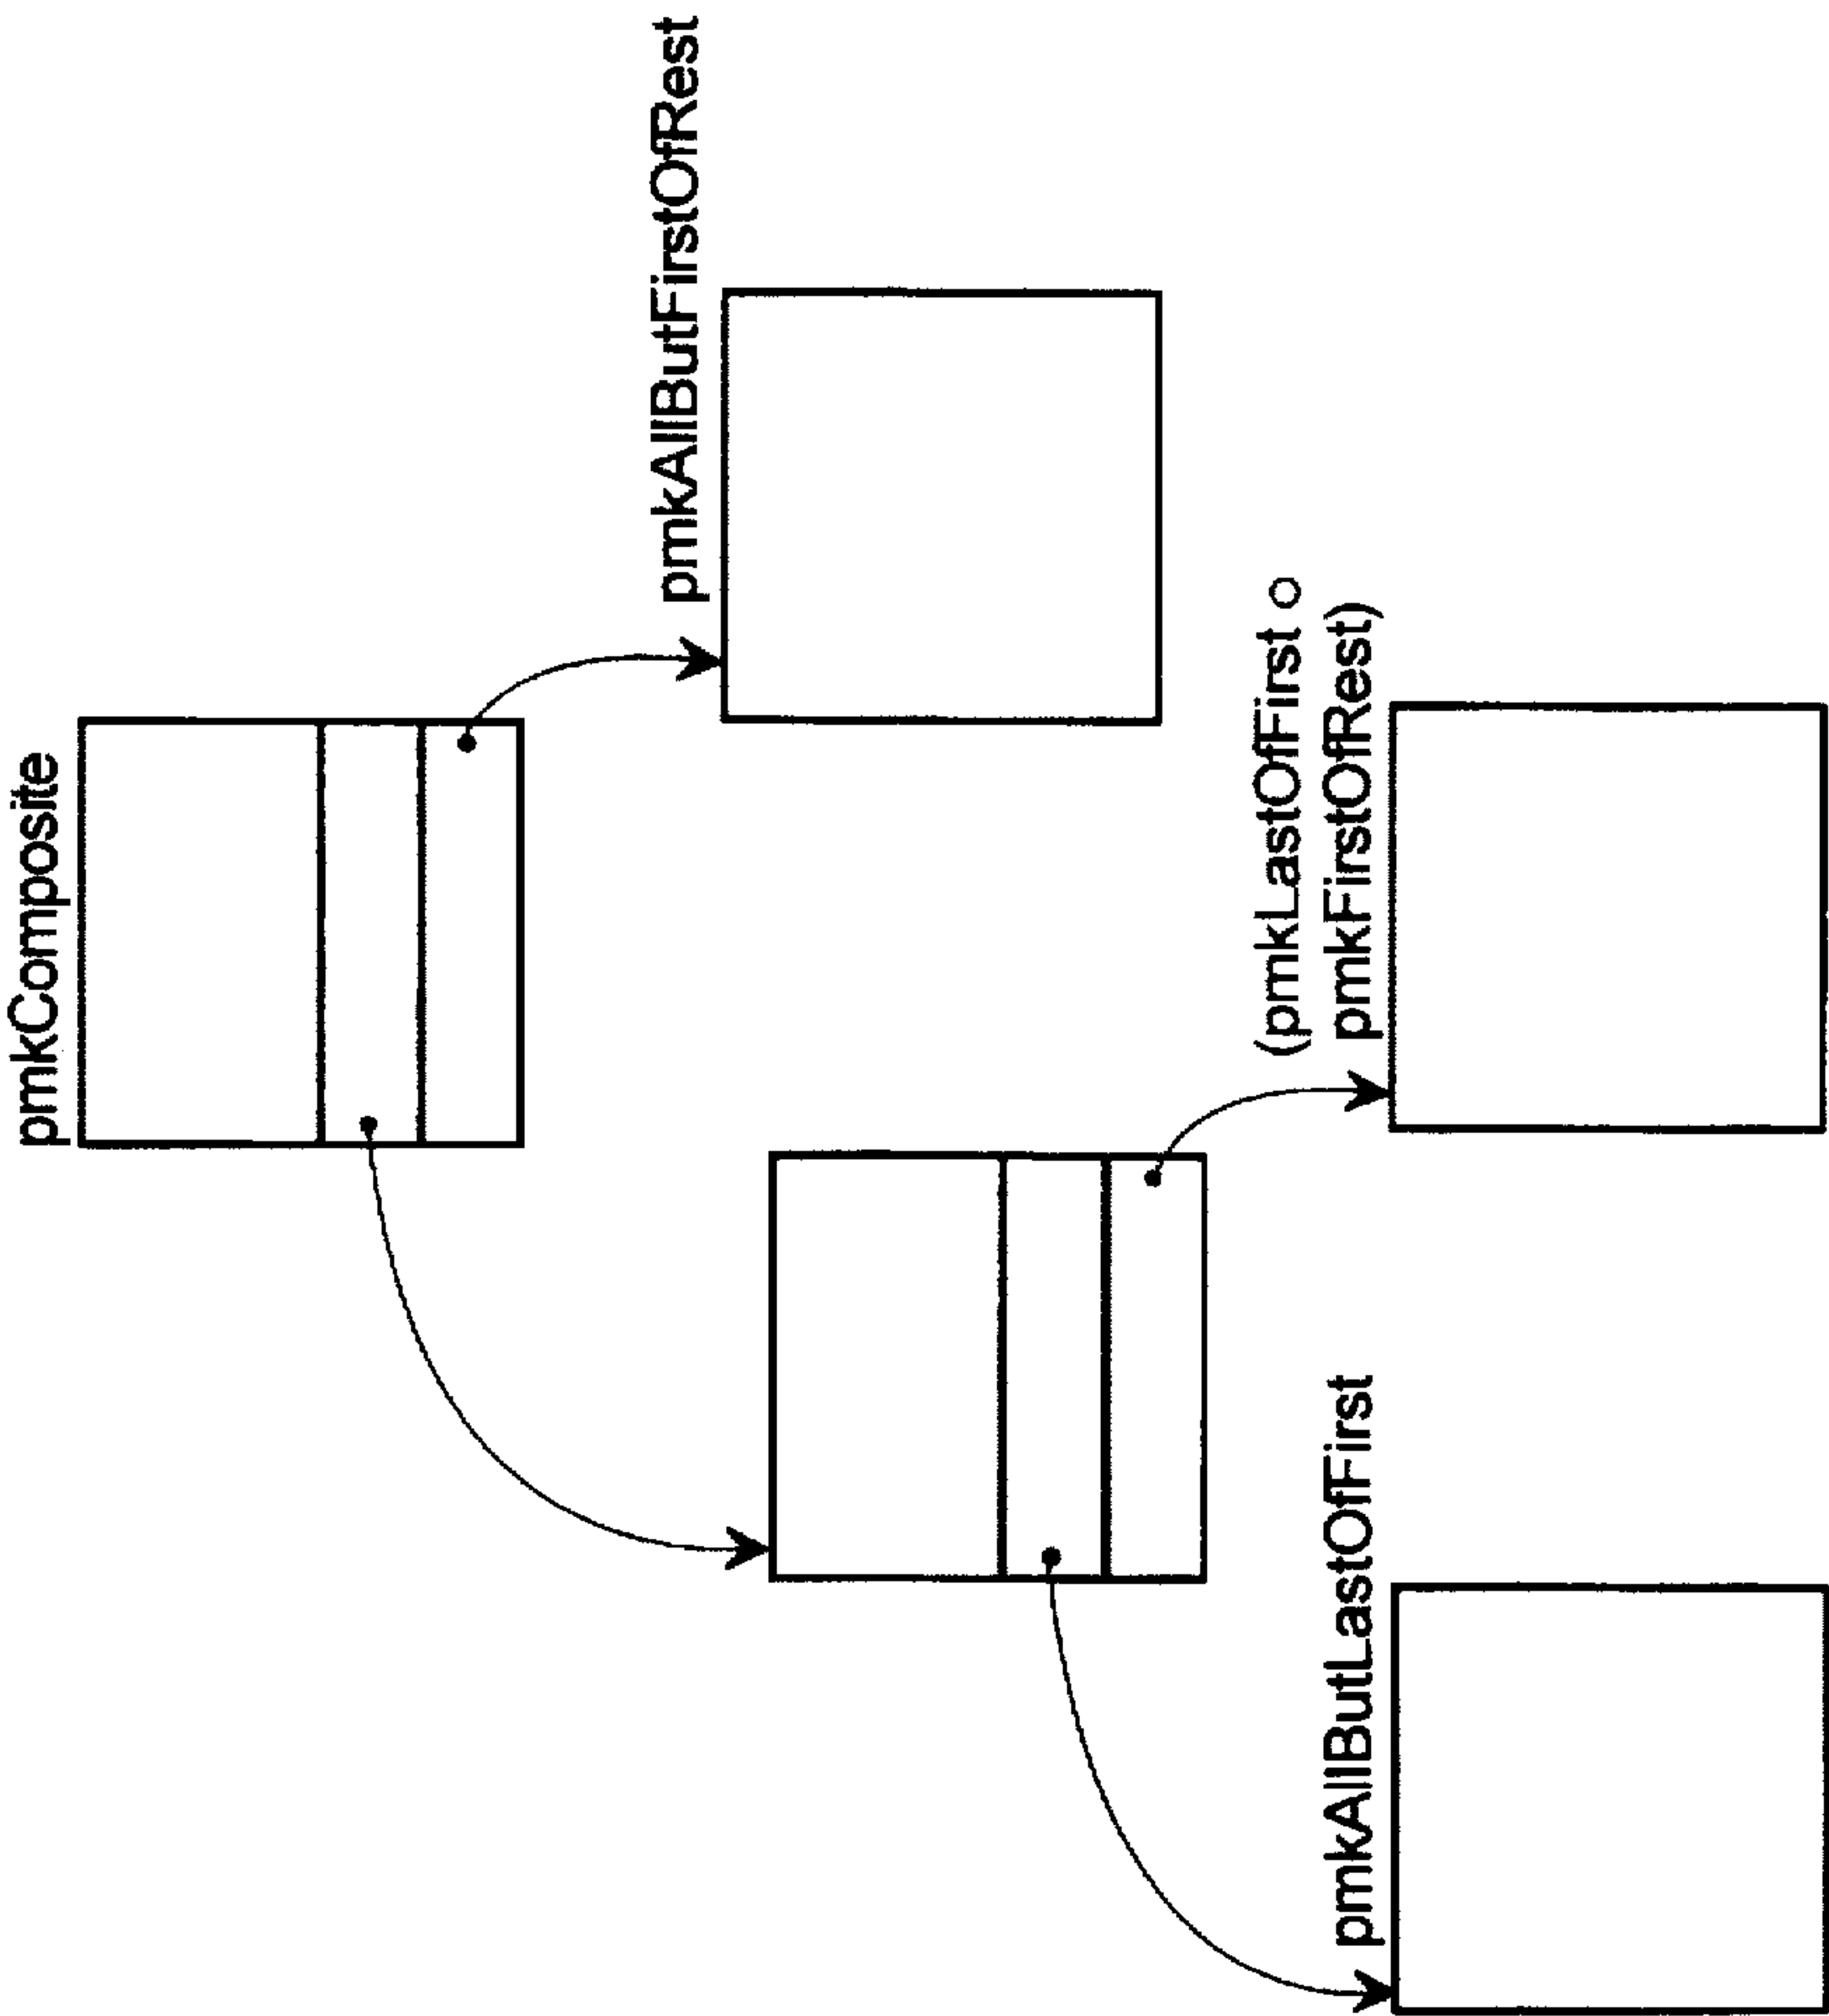 pmkComposite
pmkAllButFirstOfRest
(pmkLastOfFirst o
pmkFirstOfRest)
pmkAllButLastOfFirst